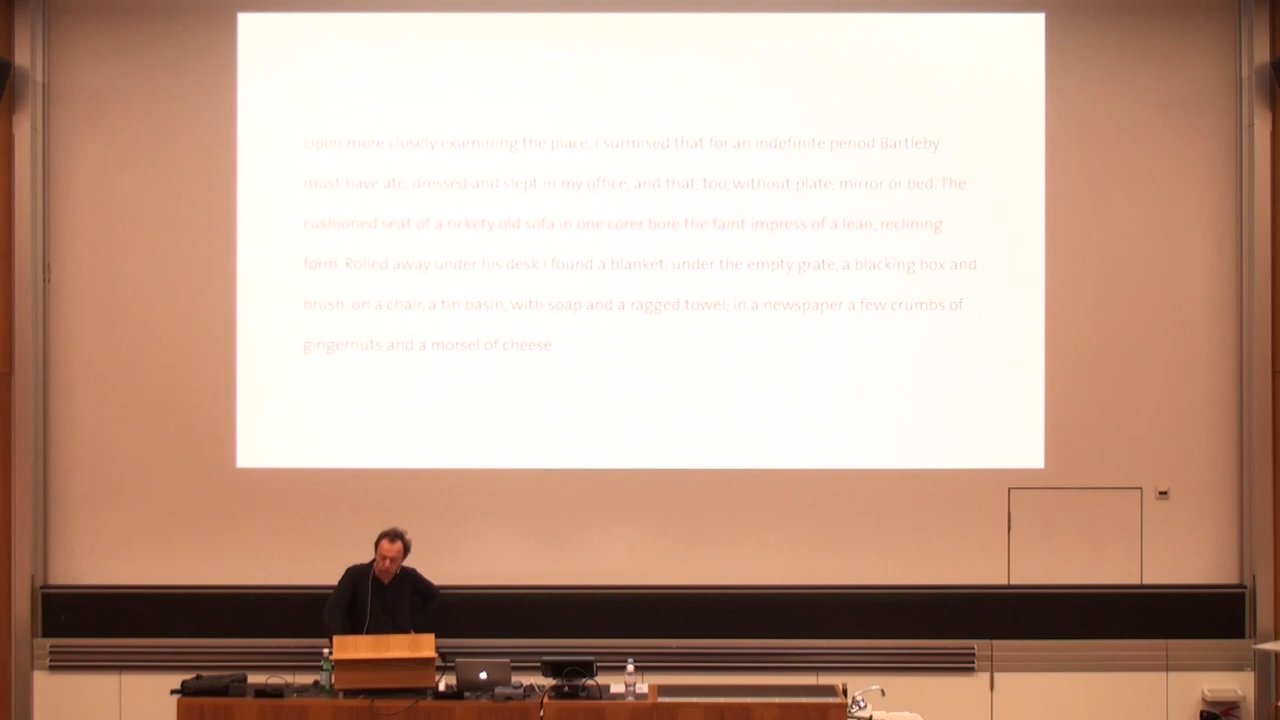 Upon more closely examining the place, I surmised that for an indefinite period Bartleby
must have ate, dressed and slept in my office, and that, too, without plate, mirror or bed. The
cushioned seat of a rickety old sofa in one corer bore the faint impress of a lean, reclining
form. Rolled away under his desk I found a blanket; under the empty grate, a blacking box and
brush; on a chair, a tin basin, with soap and a ragged towel; in a newspaper a few crumbs of
gingernuts and a morsel of cheese.